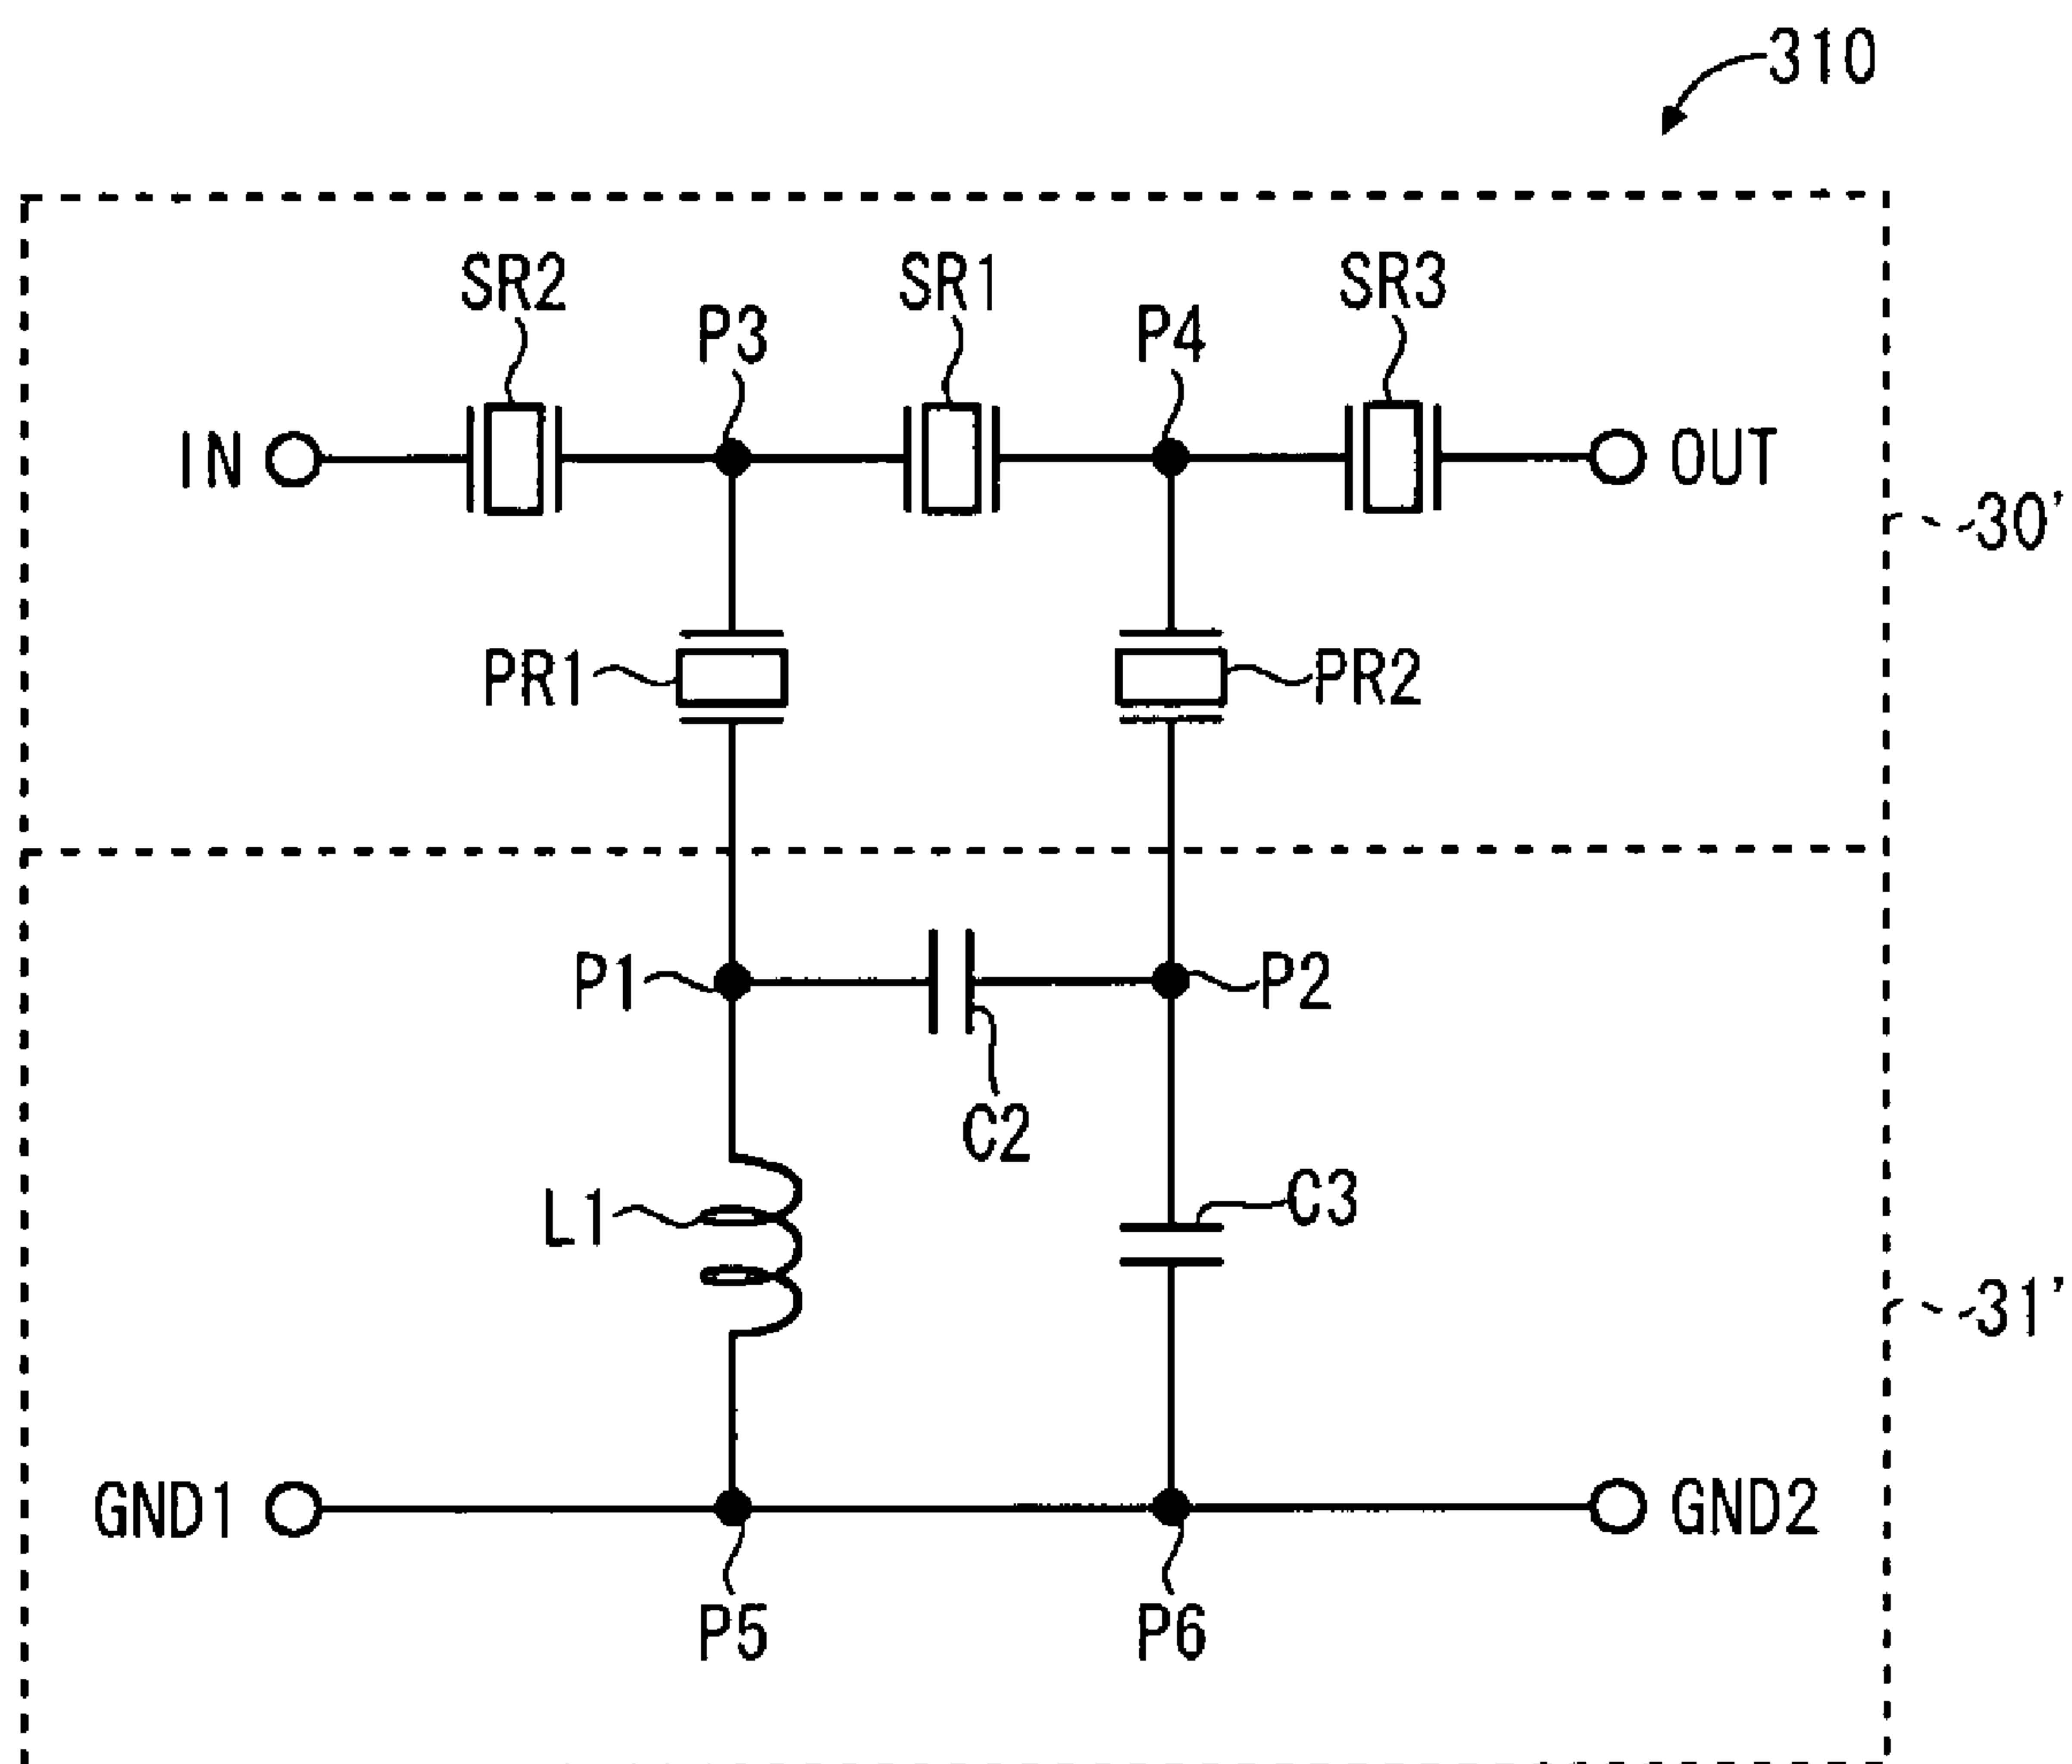 310
SR2
SR1
SR3
P3
P4
IN
OUT
30'
PR1
PR2
P1
P2
C2
L1
C3
31'
GND1
GND2
P5
P6